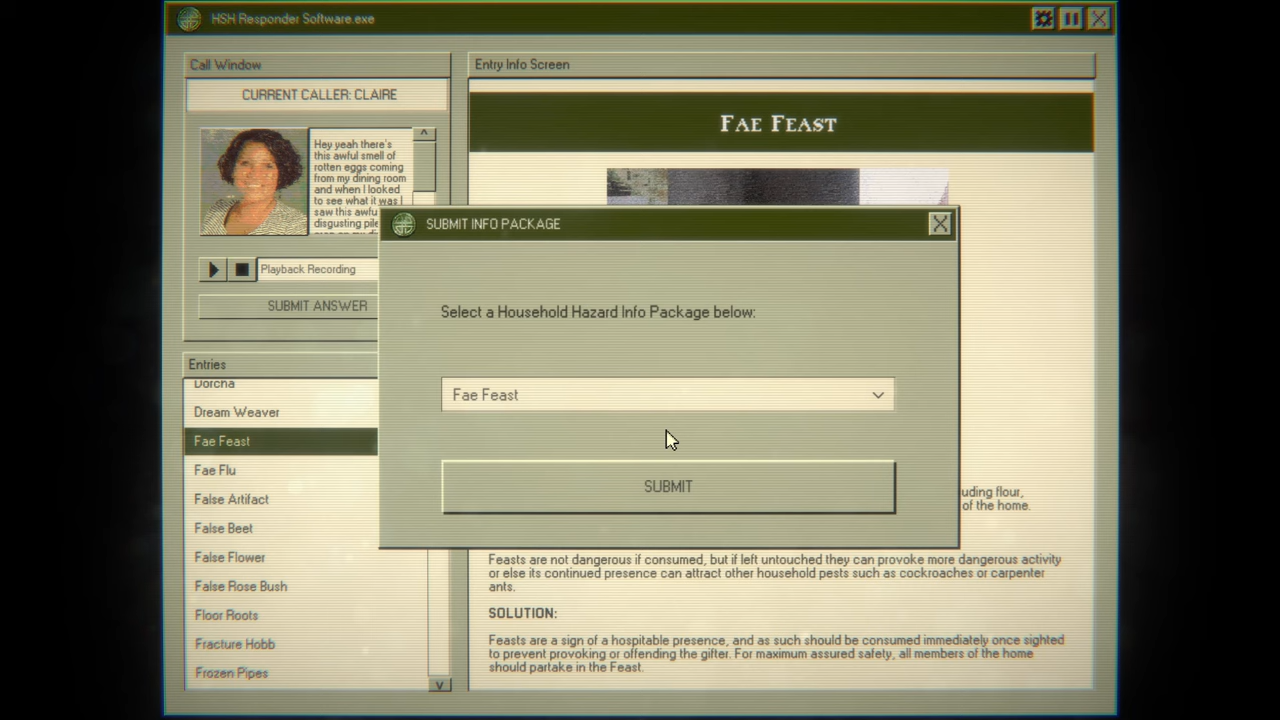 HSH Responder Software.exe
Call Window
CURRENT CALLER: CLAIRE
Hey yeah there's
this awful smell of
rotten eggs coming
from my dining room
and when I looked
to see what it was I
saw this awfu
disgusting pile
Playback Recording
SUBMIT ANSWER
Entries
Dorcha
Dream Weaver
Fae Feast
Fae Flu
False Artifact
False Beet
False Flower
False Rose Bush
Floor Roots
Fracture Hobb
Frozen Pipes
Entry Info Screen
FAE FEAST
SUBMIT INFO PACKAGE
Select a Household Hazard Info Package below:
Fae Feast
SUBMIT
uding flour,
of the home.
Feasts are not dangerous if consumed, but if left untouched they can provoke more dangerous activity
or else its continued presence can attract other household pests such as cockroaches or carpenter
ants.
SOLUTION:
Feasts are a sign of a hospitable presence, and as such should be consumed immediately once sighted
to prevent provoking or offending the gifter. For maximum assured safety, all members of the home
should partake in the Feast.